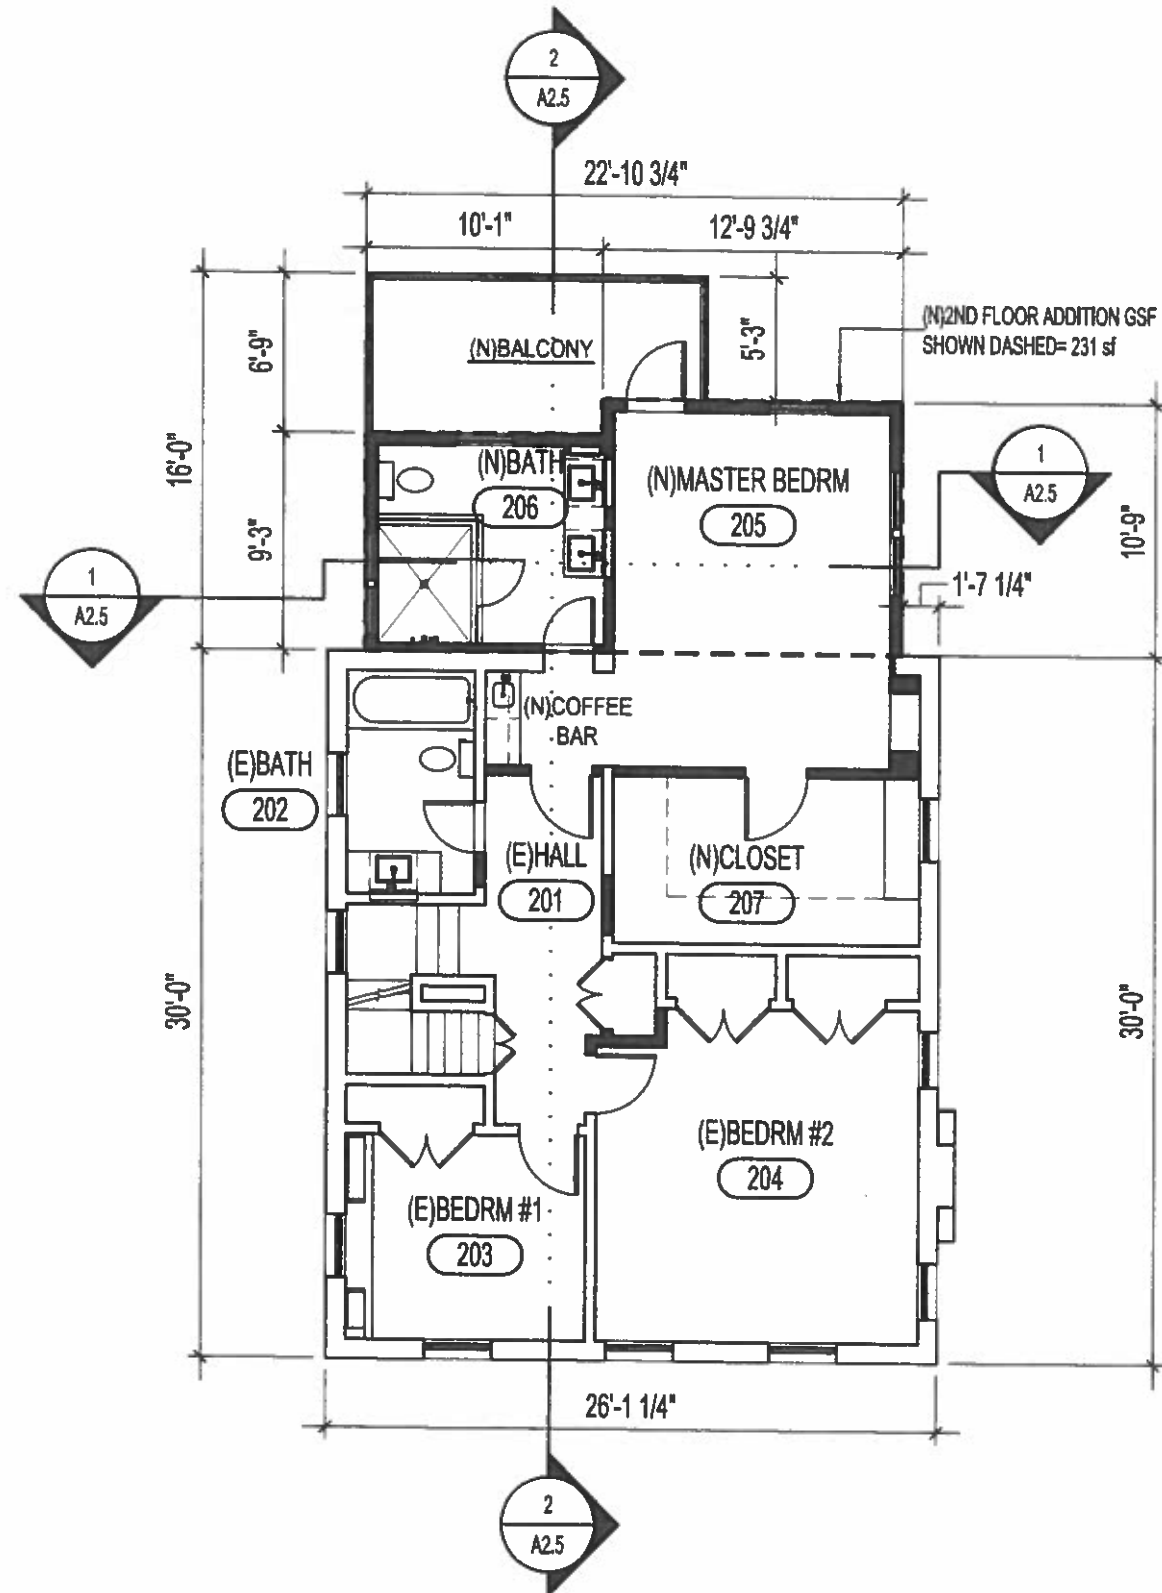 2
A2.5
22'-10 3/4"
10'-1"
12'-9 3/4"
(N)2ND FLOOR ADDITION GSF
SHOWN DASHED= 231 sf
6'-9"
5'-3"
(N)BALCONY
16'-0"
(N)BATH
206
(N)MASTER BEDRM
205
1
A2.5
10'-9"
9'-3"
1
A2.5
1'-7 1/4"
(N)COFFEE
BAR
(E)BATH
202
(E)HALL
201
(N)CLOSET
207
30'-0"
30'-0"
(E)BEDRM #2
204
(E)BEDRM #1
203
26'-1 1/4"
2
A2.5